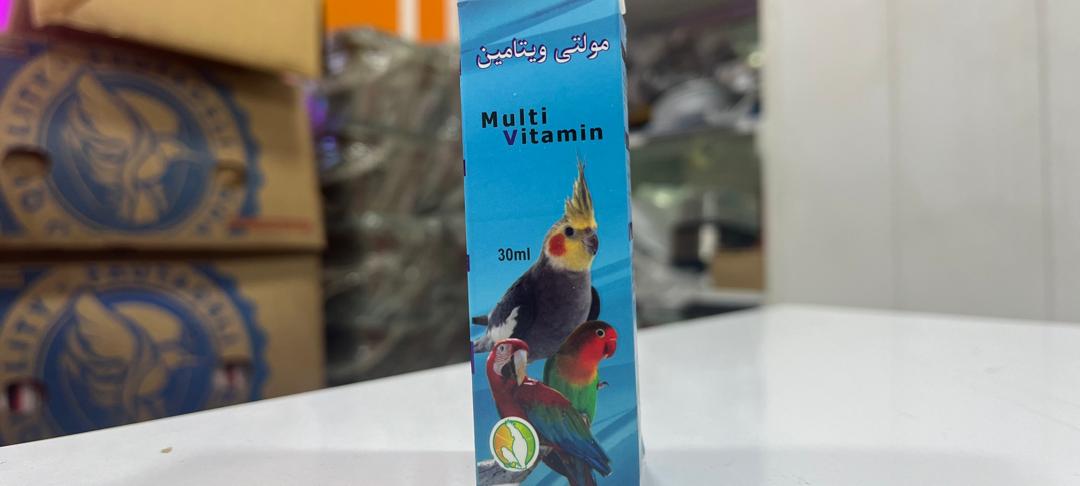 مولتی ویتامین
Multi
Vitamin
30ml